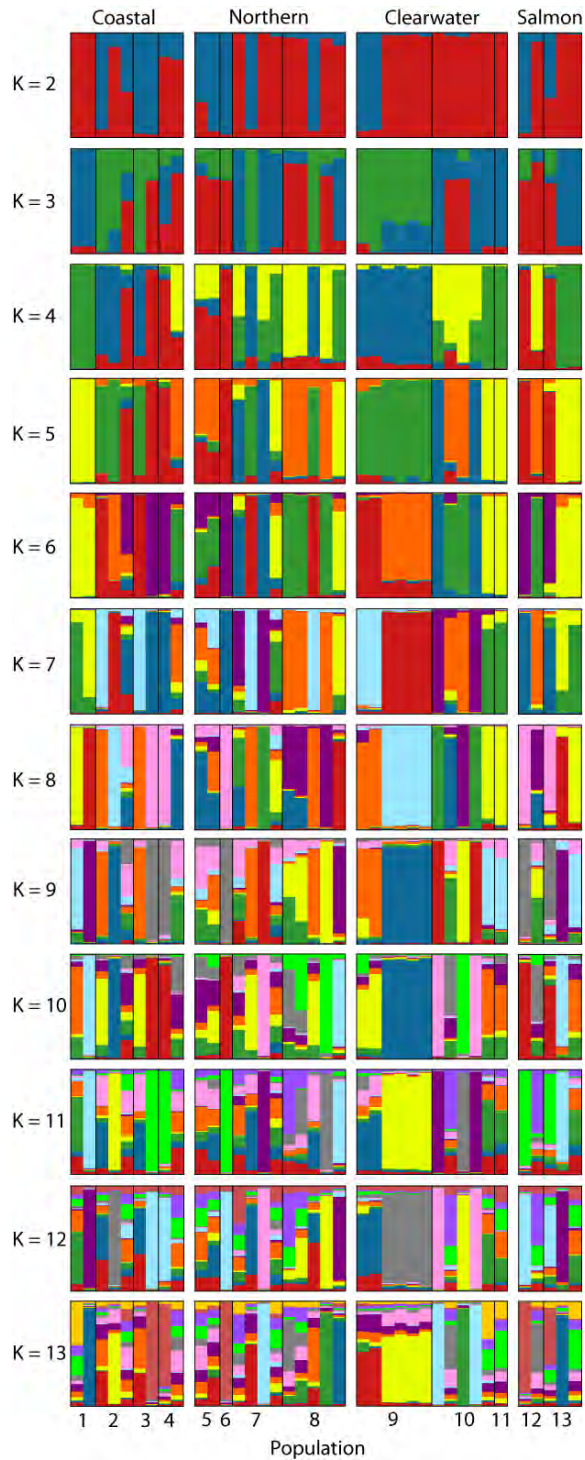 Coastal Northern Clearwater Salmon
K = 2
K = 3
K = 4
K = 5
K = 6
K = 7
K = 8
K = 9
K = 10
K = 11
K = 12
K = 13
1 2 3 4 5 6 7 8 9 10 11 12 13
Population